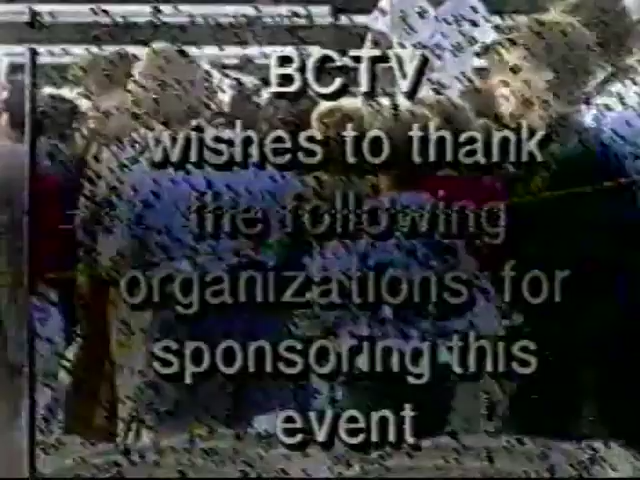 BCTV
wishes to thank
the following
organizations for
sponsoring this
event